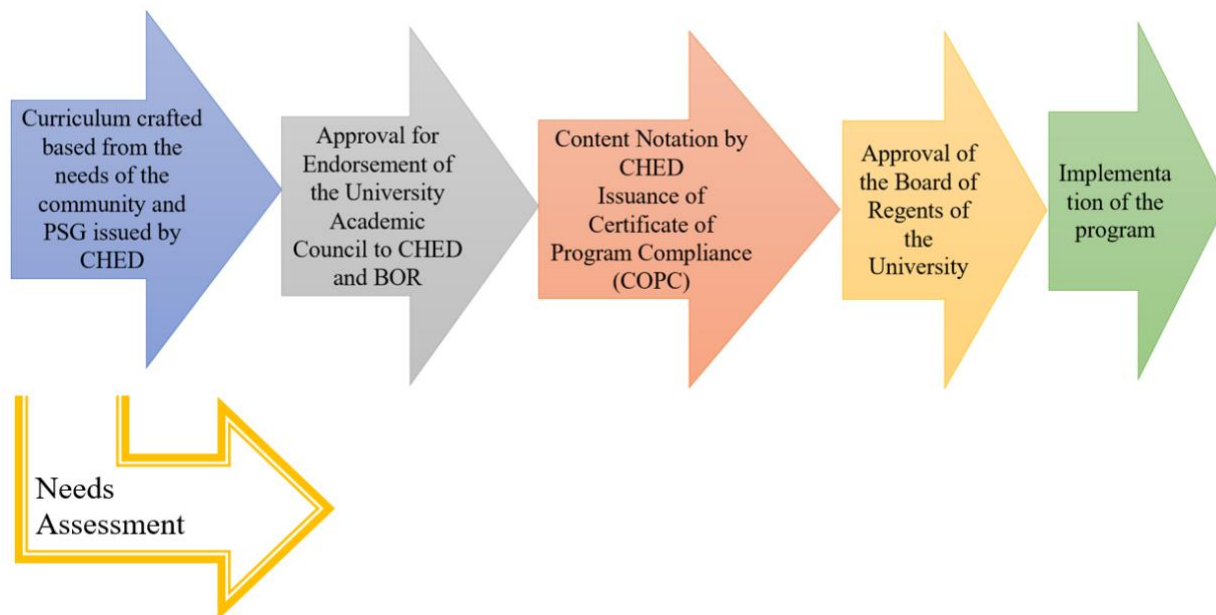 Curriculum crafted
based from the
needs of the
community and
PSG issued by
CHED
Approval for
Endorsement of
the University
Academic
Council to CHED
and BOR
Content Notation by
CHED
Issuance of
Certificate of
Program Compliance
(COPC)
Approval of
the Board of
Regents of
the
University
Implementa
tion of the
program
Needs
Assessment